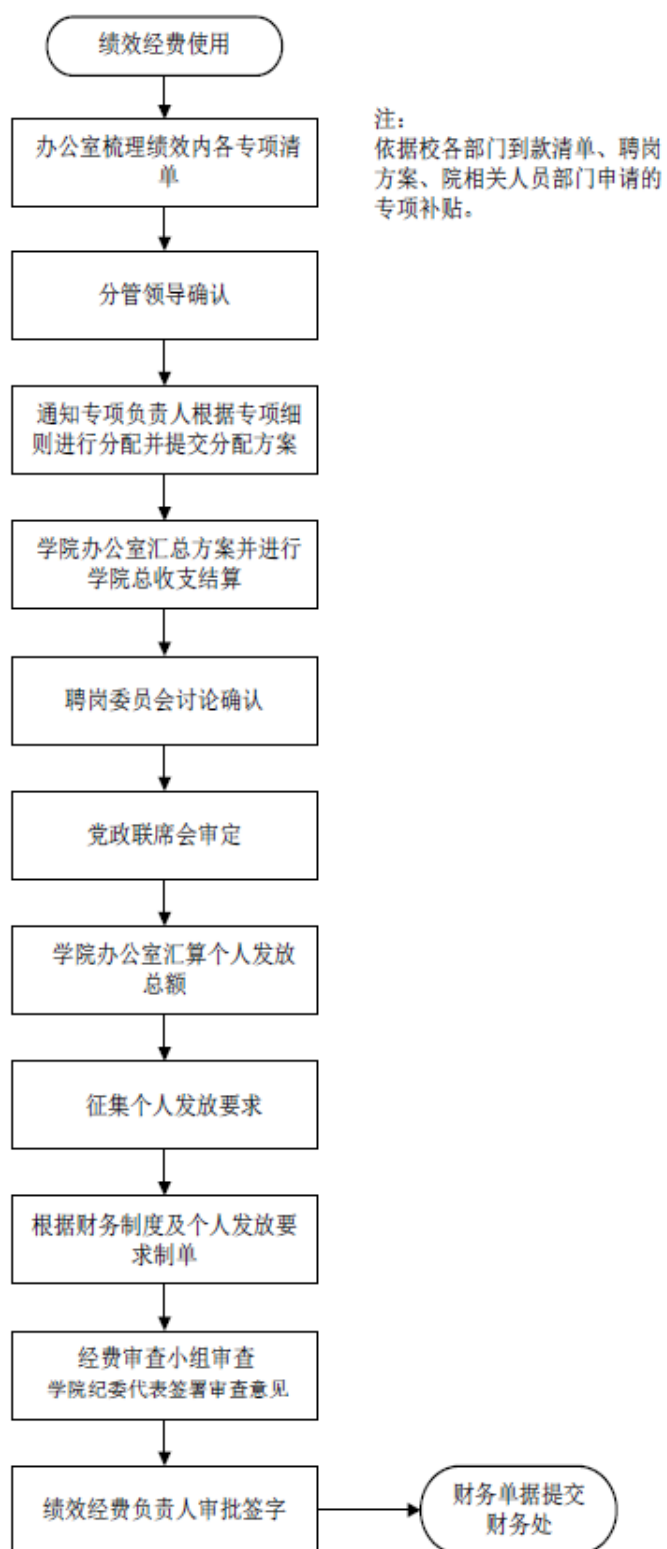 绩效经费使用
办公室梳理绩效内各专项清
单
注：
依据校各部门到款清单、聘岗
方案、院相关人员部门申请的
专项补贴。
分管领导确认
通知专项负责人根据专项细
则进行分配并提交分配方案
学院办公室汇总方案并进行
学院总收支结算
聘岗委员会讨论确认
党政联席会审定
学院办公室汇算个人发放
总额
征集个人发放要求
根据财务制度及个人发放要
求制单
经费审查小组审查
学院纪委代表签署审查意见
绩效经费负责人审批签字
财务单据提交
财务处